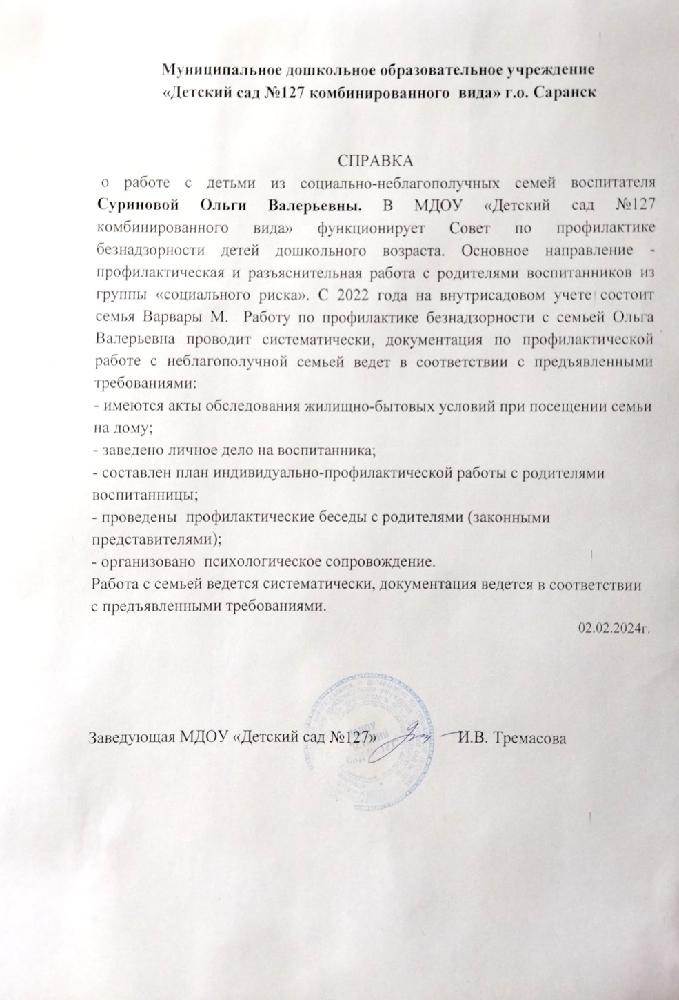 Муниципальное дошкольное образовательное учреждение
«Детский сад №127 комбинированного вида» г.о. Саранск
СПРАВКА
о работе с детьми из социально-неблагополучных семей воспитателя
Суриновой Ольги Валерьевны. В МДОУ «Детский сад №127
комбинированного вида» функционирует Совет по профилактике
безнадзорности детей дошкольного возраста. Основное направление -
профилактическая и разъяснительная работа с родителями воспитанников из
группы «социального риска». С 2022 года на внутрисадовом учете состоит
семья Варвары М. Работу по профилактике безнадзорности с семьей Ольга
Валерьевна проводит систематически, документация по профилактической
работе с неблагополучной семьей ведет в соответствии с предъявленными
требованиями:
- имеются акты обследования жилищно-бытовых условий при посещении семьи
на дому;
- заведено личное дело на воспитанника;
- составлен план индивидуально-профилактической работы с родителями
воспитанницы;
- проведены профилактические беседы с родителями (законными
представителями);
- организовано психологическое сопровождение.
Работа с семьей ведется систематически, документация ведется в соответствии
с предъявленными требованиями.
02.02.2024г.
Заведующая МДОУ «Детский сад №127» И.В. Тремасова